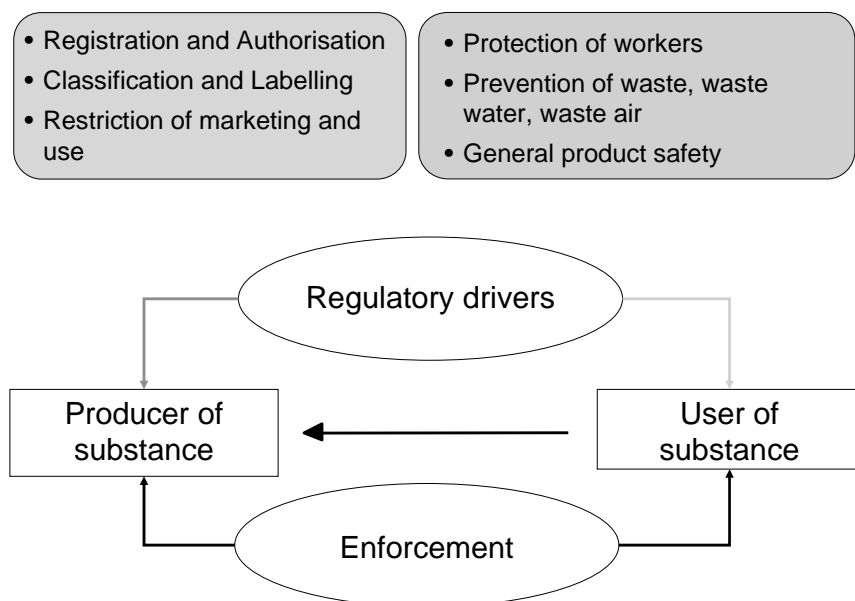 • Registration and Authorisation
• Classification and Labelling
• Restriction of marketing and
use
• Protection of workers
• Prevention of waste, waste
water, waste air
• General product safety
Regulatory drivers
Producer of
substance
User of
substance
Enforcement